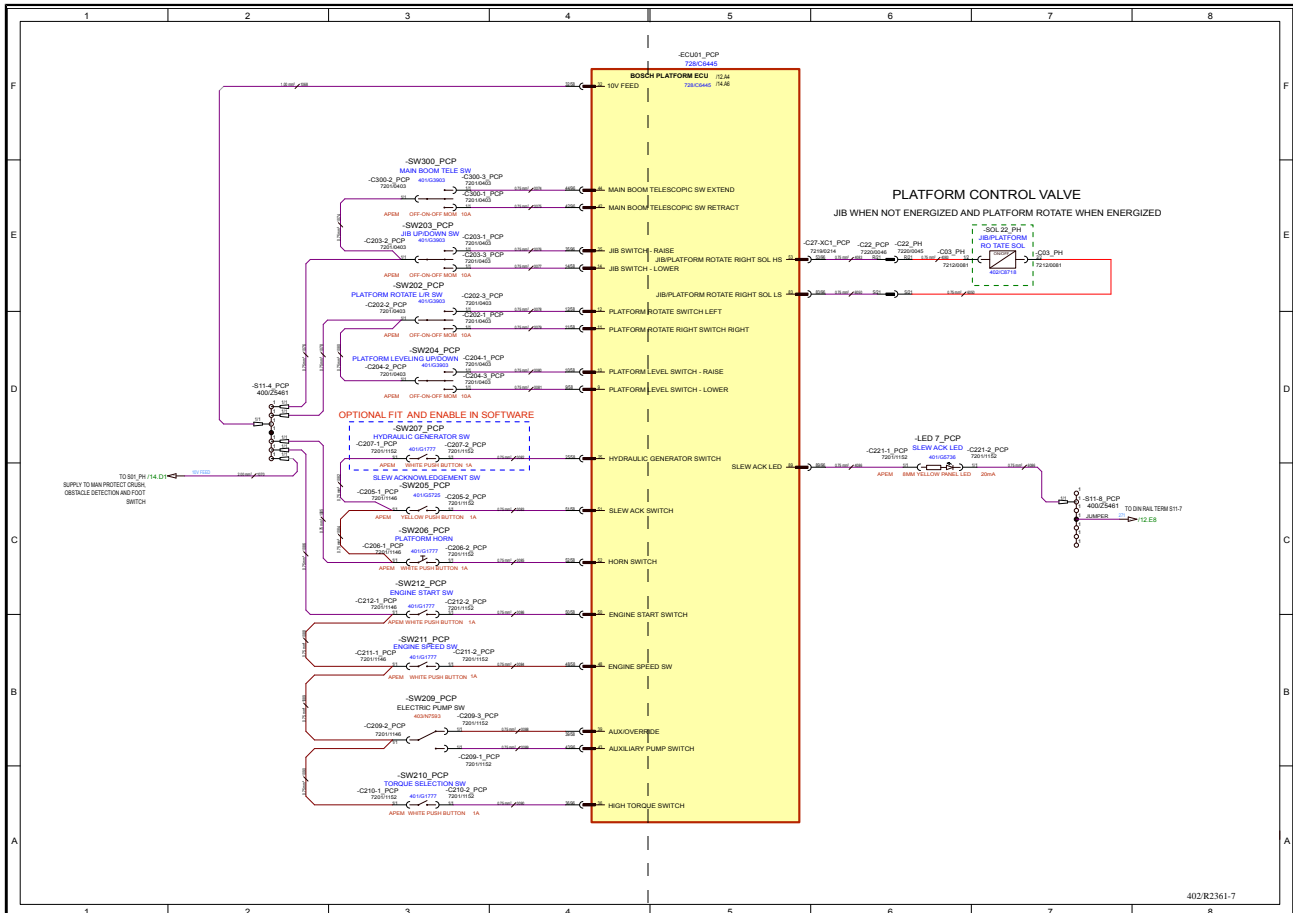 1 2 3 4 5 6 7 8
F
E
D
C
B
A
-ECU01_PCP
728/C6445
BOSCH PLATFORM ECU /12.A4
728/C6445 /14.A6
10V FEED
-SW300_PCP
MAIN BOOM TELE SW
-C300-2_PCP 401/G3903 -C300-3_PCP
7201/0403 7201/0403
-C300-1_PCP
7201/0403
APEM OFF-ON-OFF MOM 10A
MAIN BOOM TELESCOPIC SW EXTEND
MAIN BOOM TELESCOPIC SW RETRACT
-SW203_PCP
JIB UP/DOWN SW
-C203-2_PCP 401/G3903 -C203-1_PCP
7201/0403 7201/0403
-C203-3_PCP
7201/0403
APEM OFF-ON-OFF MOM 10A
JIB SWITCH - RAISE
JIB SWITCH - LOWER
-SW202_PCP
PLATFORM ROTATE L/R SW
401/G3903
-C202-2_PCP -C202-3_PCP
7201/0403 7201/0403
-C202-1_PCP
7201/0403
APEM OFF-ON-OFF MOM 10A
PLATFORM ROTATE SWITCH LEFT
PLATFORM ROTATE RIGHT SWITCH RIGHT
-SW204_PCP
PLATFORM LEVELING UP/DOWN
-C204-2_PCP 401/G3903 -C204-1_PCP
7201/0403 7201/0403
-C204-3_PCP
7201/0403
APEM OFF-ON-OFF MOM 10A
PLATFORM LEVEL SWITCH - RAISE
PLATFORM LEVEL SWITCH - LOWER
-S11-4_PCP
400/Z5461
TO S01_PH /14.D1
10V FEED
SUPPLY TO MAN PROTECT CRUSH,
OBSTACLE DETECTION AND FOOT
SWITCH
OPTIONAL FIT AND ENABLE IN SOFTWARE
-SW207_PCP
HYDRAULIC GENERATOR SW
-C207-1_PCP 401/G1777 -C207-2_PCP
7201/1152 7201/1152
APEM WHITE PUSH BUTTON 1A
HYDRAULIC GENERATOR SWITCH
SLEW ACKNOWLEDGEMENT SW
-SW205_PCP
-C205-1_PCP 401/G5725 -C205-2_PCP
7201/1146 7201/1152
APEM YELLOW PUSH BUTTON 1A
SLEW ACK SWITCH
-SW206_PCP
PLATFORM HORN
-C206-1_PCP 401/G1777 -C206-2_PCP
7201/1146 7201/1152
APEM WHITE PUSH BUTTON 1A
HORN SWITCH
-SW212_PCP
ENGINE START SW
-C212-1_PCP 401/G1777 -C212-2_PCP
7201/1146 7201/1152
APEM WHITE PUSH BUTTON 1A
ENGINE START SWITCH
-SW211_PCP
ENGINE SPEED SW
-C211-1_PCP 401/G1777 -C211-2_PCP
7201/1146 7201/1152
APEM WHITE PUSH BUTTON 1A
ENGINE SPEED SW
-SW209_PCP
ELECTRIC PUMP SW
403/N7593
-C209-2_PCP -C209-3_PCP
7201/1146 7201/1152
-C209-1_PCP
7201/1152
AUX/OVERRIDE
AUXILIARY PUMP SWITCH
-SW210_PCP
TORQUE SELECTION SW
-C210-1_PCP 401/G1777 -C210-2_PCP
7201/1152 7201/1152
APEM WHITE PUSH BUTTON 1A
HIGH TORQUE SWITCH
PLATFORM CONTROL VALVE
JIB WHEN NOT ENERGIZED AND PLATFORM ROTATE WHEN ENERGIZED
-SOL 22_PH
JIB/PLATFORM
RO TATE SOL
402/C8718
-C27-XC1_PCP -C22_PCP -C22_PH -C03_PH -C03_PH
7219/0214 7220/0046 7220/0045 7212/0081 7212/0081
JIB/PLATFORM ROTATE RIGHT SOL HS
JIB/PLATFORM ROTATE RIGHT SOL LS
-LED 7_PCP
SLEW ACK LED
-C221-1_PCP 401/G5736 -C221-2_PCP
7201/1152 7201/1152
APEM 8MM YELLOW PANEL LED 20mA
SLEW ACK LED
-S11-8_PCP
400/Z5461
TO DIN RAIL TERM S11-7
JUMPER
/12.E8
402/R2361-7
1 2 3 4 5 6 7 8